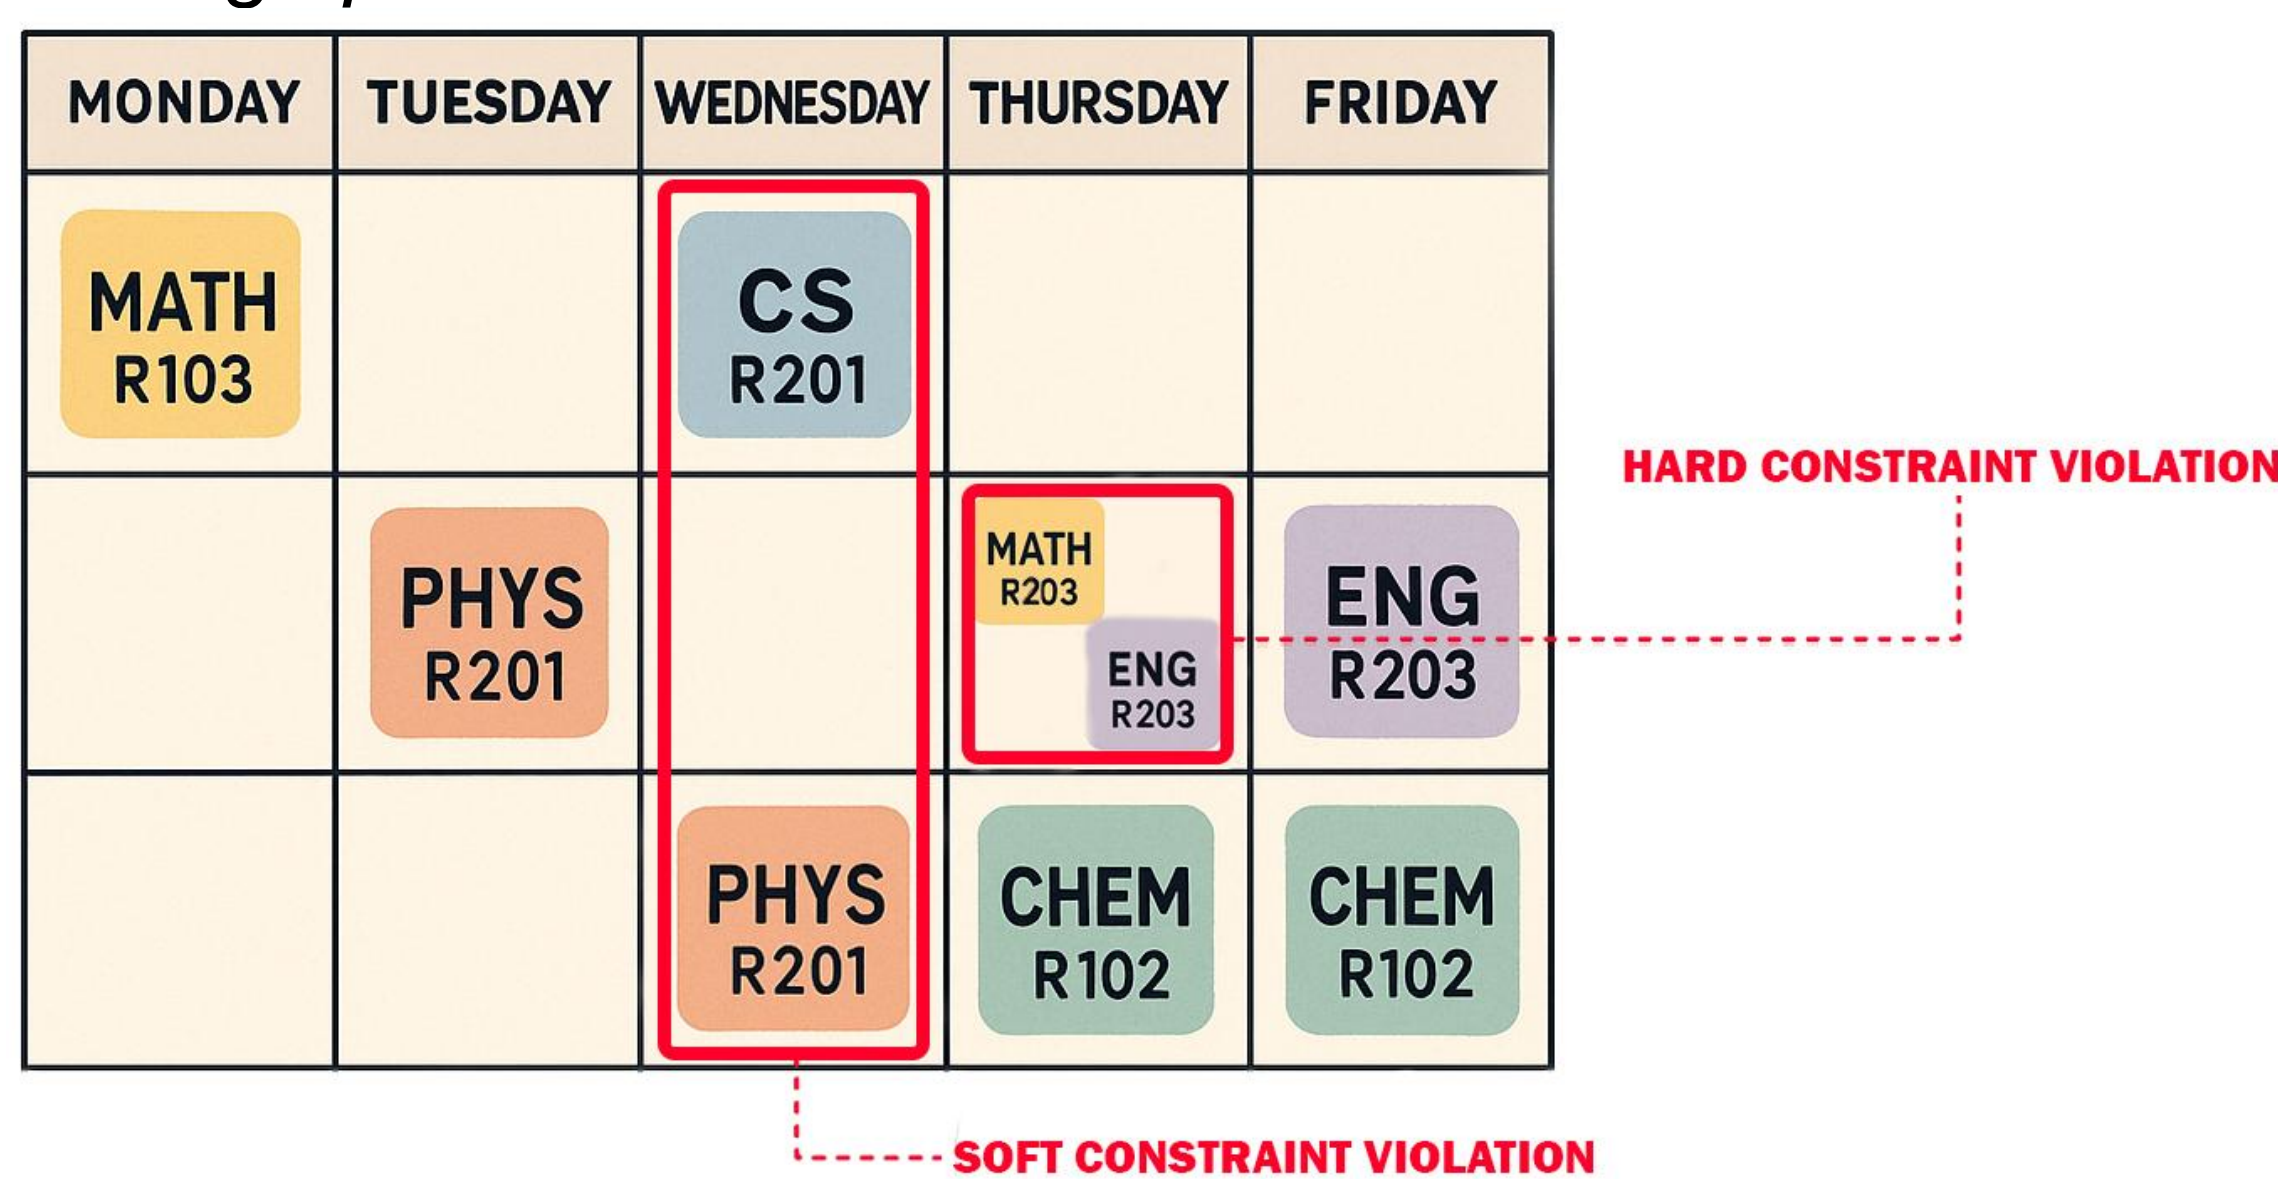 MONDAY TUESDAY WEDNESDAY THURSDAY FRIDAY
MATH
R103
CS
R201
HARD CONSTRAINT VIOLATION
PHYS
R201
MATH
R203
ENG
R203
ENG
R203
PHYS
R201
CHEM
R102
CHEM
R102
SOFT CONSTRAINT VIOLATION